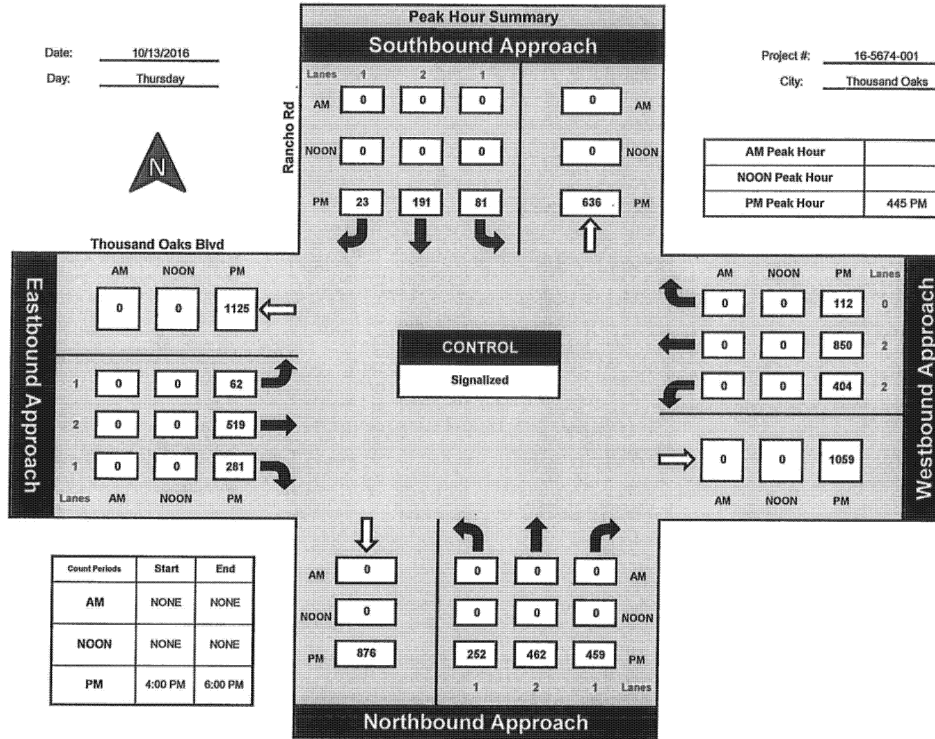 Peak Hour Summary
Southbound Approach
Date: 10/13/2016
Day: Thursday
Project #: 16-5674-001
City: Thousand Oaks
N
Rancho Rd
Lanes 1 2 1
AM 0 0 0 0 AM
NOON 0 0 0 0 NOON
PM 23 191 81 636 PM
AM Peak Hour
NOON Peak Hour
PM Peak Hour 445 PM
Thousand Oaks Blvd
Eastbound Approach
AM NOON PM
0 0 1125
1 0 0 62
2 0 0 519
1 0 0 281
Lanes AM NOON PM
CONTROL
Signalized
AM NOON PM Lanes
0 0 112 0
0 0 850 2
0 0 404 2
0 0 1059
AM NOON PM
Westbound Approach
Count Periods Start End
AM NONE NONE
NOON NONE NONE
PM 4:00 PM 6:00 PM
AM 0 0 0 0 AM
NOON 0 0 0 0 NOON
PM 876 252 462 459 PM
1 2 1 Lanes
Northbound Approach